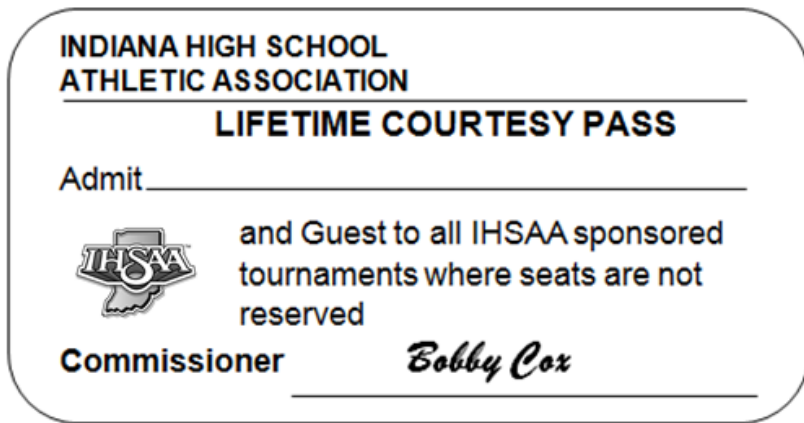 INDIANA HIGH SCHOOL
ATHLETIC ASSOCIATION
LIFETIME COURTESY PASS
Admit
IHSAA
and Guest to all IHSAA sponsored
tournaments where seats are not
reserved
Commissioner Bobby Cox